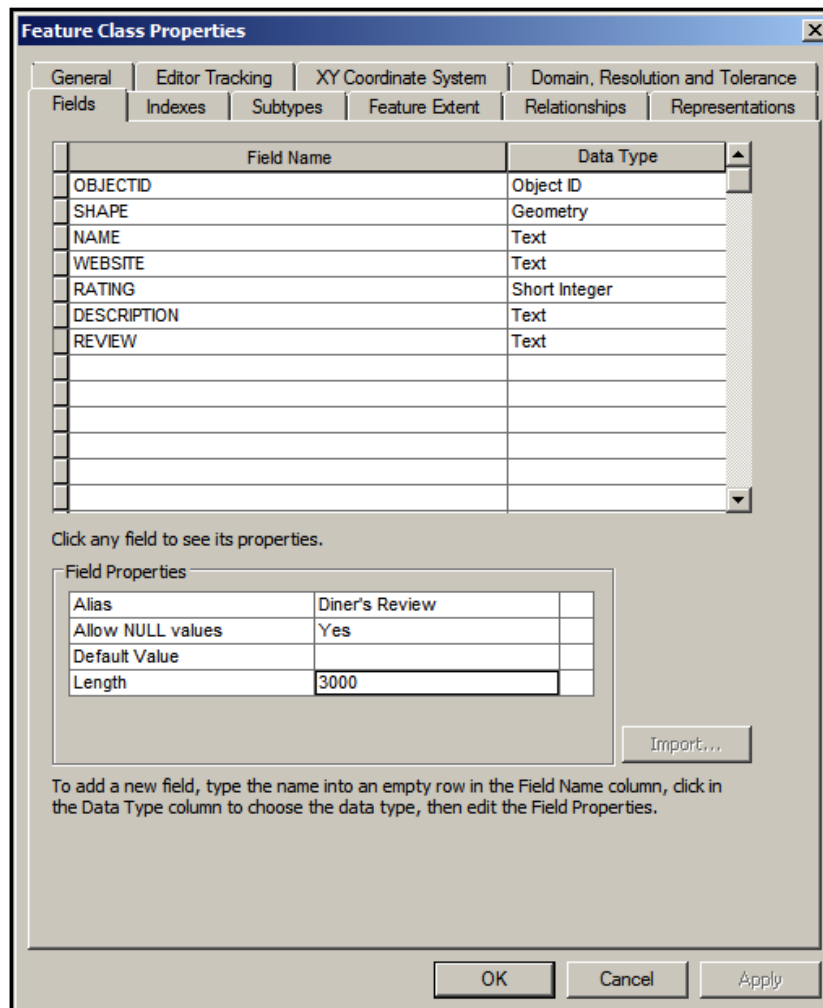 Feature Class Properties
General Editor Tracking XY Coordinate System Domain, Resolution and Tolerance
Fields Indexes Subtypes Feature Extent Relationships Representations
Field Name Data Type
OBJECTID Object ID
SHAPE Geometry
NAME Text
WEBSITE Text
RATING Short Integer
DESCRIPTION Text
REVIEW Text
Click any field to see its properties.
Field Properties
Alias Diner's Review
Allow NULL values Yes
Default Value
Length 3000
Import...
To add a new field, type the name into an empty row in the Field Name column, click in
the Data Type column to choose the data type, then edit the Field Properties.
OK Cancel Apply